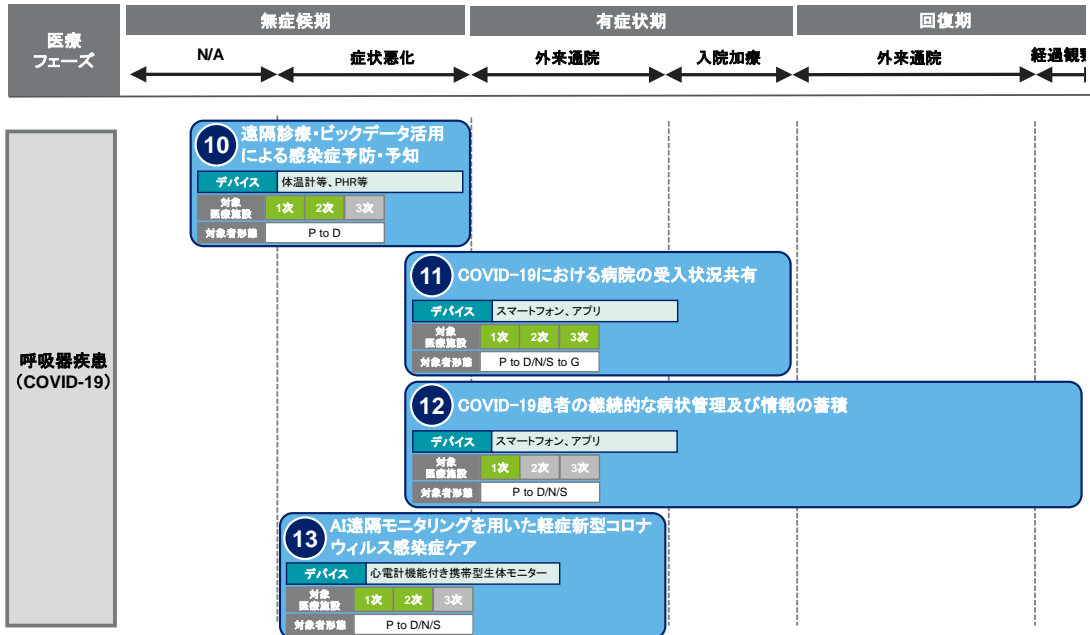 医療
フェーズ
無症候期
有症状期
回復期
N/A
症状悪化
外来通院
入院加療
外来通院
経過観察
呼吸器疾患
（COVID-19）
10
遠隔診療・ビックデータ活用
による感染症予防・予知
デバイス
体温計等、PHR等
対象
医療施設
1次
2次
3次
対象者形態
P to D
11
COVID-19における病院の受入状況共有
デバイス
スマートフォン、アプリ
対象
医療施設
1次
2次
3次
対象者形態
P to D/N/S to G
12
COVID-19患者の継続的な病状管理及び情報の蓄積
デバイス
スマートフォン、アプリ
対象
医療施設
1次
2次
3次
対象者形態
P to D/N/S
13
AI遠隔モニタリングを用いた軽症新型コロナ
ウィルス感染症ケア
デバイス
心電計機能付き携帯型生体モニター
対象
医療施設
1次
2次
3次
対象者形態
P to D/N/S